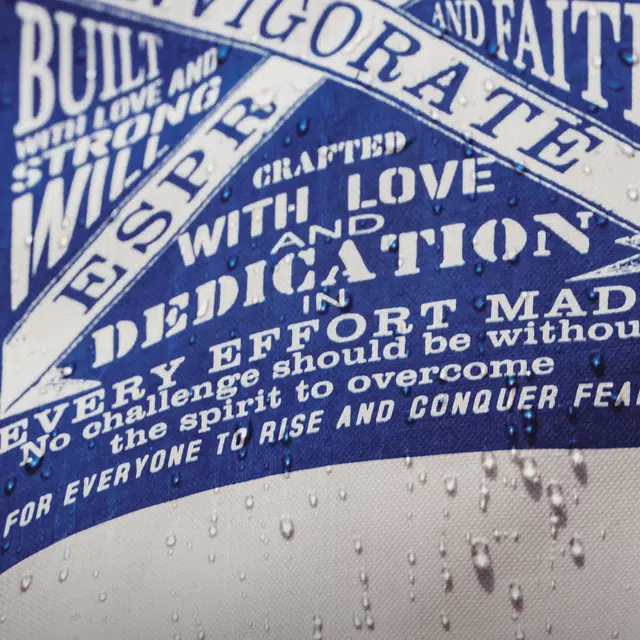 BUILT
WITH LOVE AND
STRONG
WILL
VIGORATE
AND FAIT
ESPR
CRAFTED
WITH LOVE
AND
DEDICATION
IN
EVERY EFFORT MAD
No challenge should be withou
the spirit to overcome
FOR EVERYONE TO RISE AND CONQUER FEA